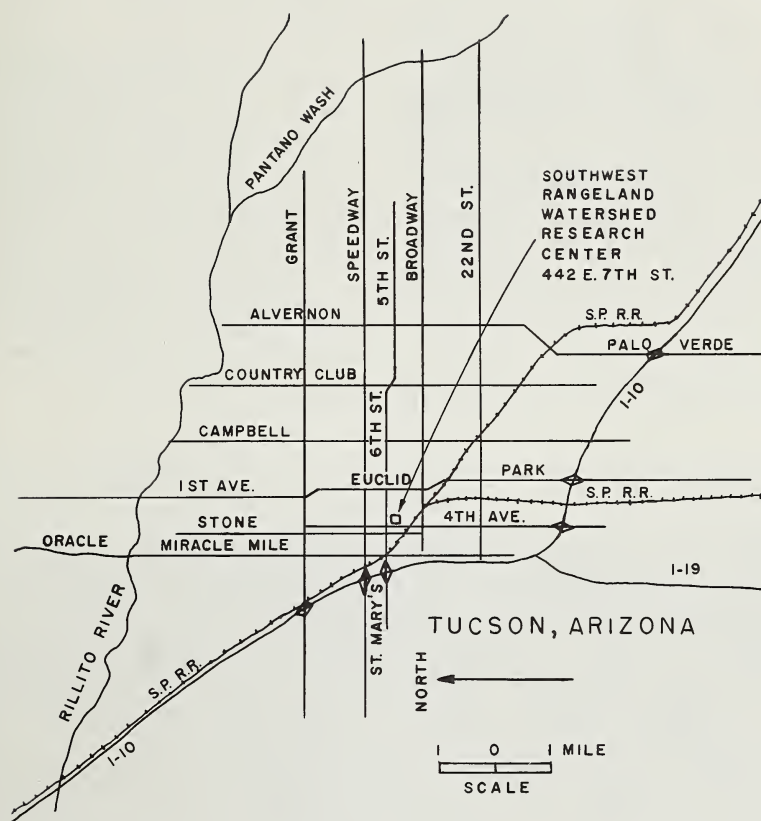 PANTANO WASH
GRANT
SPEEDWAY
5TH ST.
BROADWAY
22ND ST.
SOUTHWEST
RANGELAND
WATERSHED
RESEARCH
CENTER
442 E. 7TH ST.
ALVERNON
S.P. R.R.
PALO VERDE
COUNTRY CLUB
I-10
6TH ST.
CAMPBELL
EUCLID
PARK
1ST AVE.
S.P. R.R.
STONE
4TH AVE.
ORACLE
MIRACLE MILE
I-19
RILLITO RIVER
ST. MARY'S
TUCSON, ARIZONA
S.P. R.R.
NORTH
I-10
1 0 1 MILE
SCALE